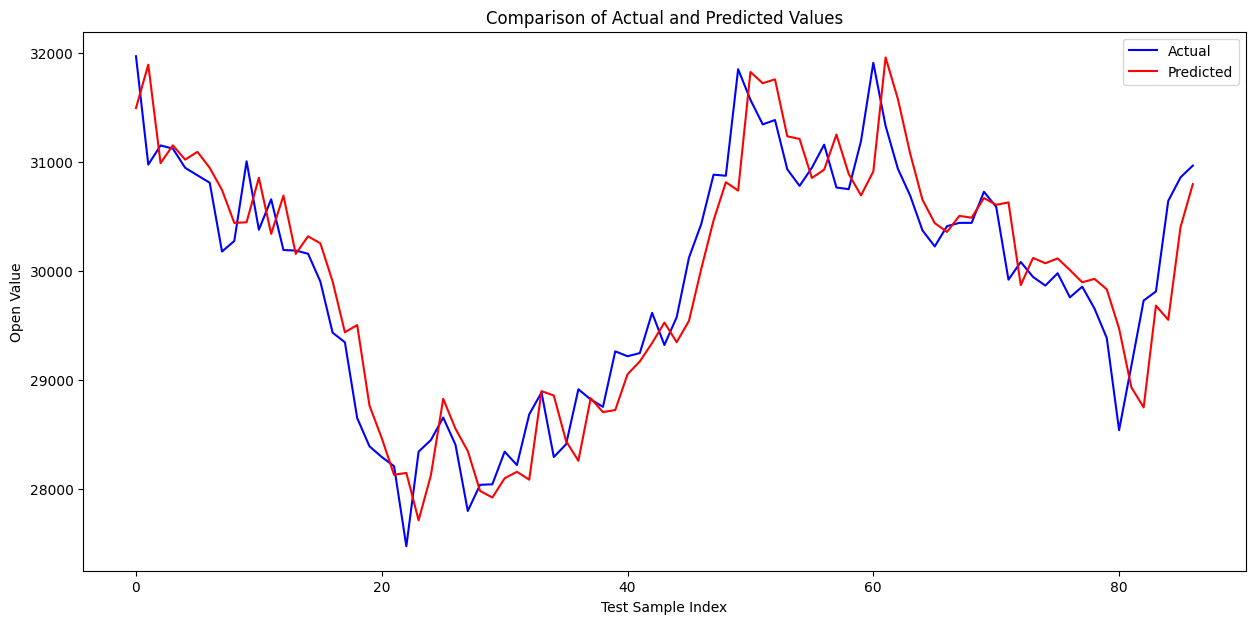 Comparison of Actual and Predicted Values
Actual
Predicted
32000
31000
30000
29000
28000
Open Value
0 20 40 60 80
Test Sample Index